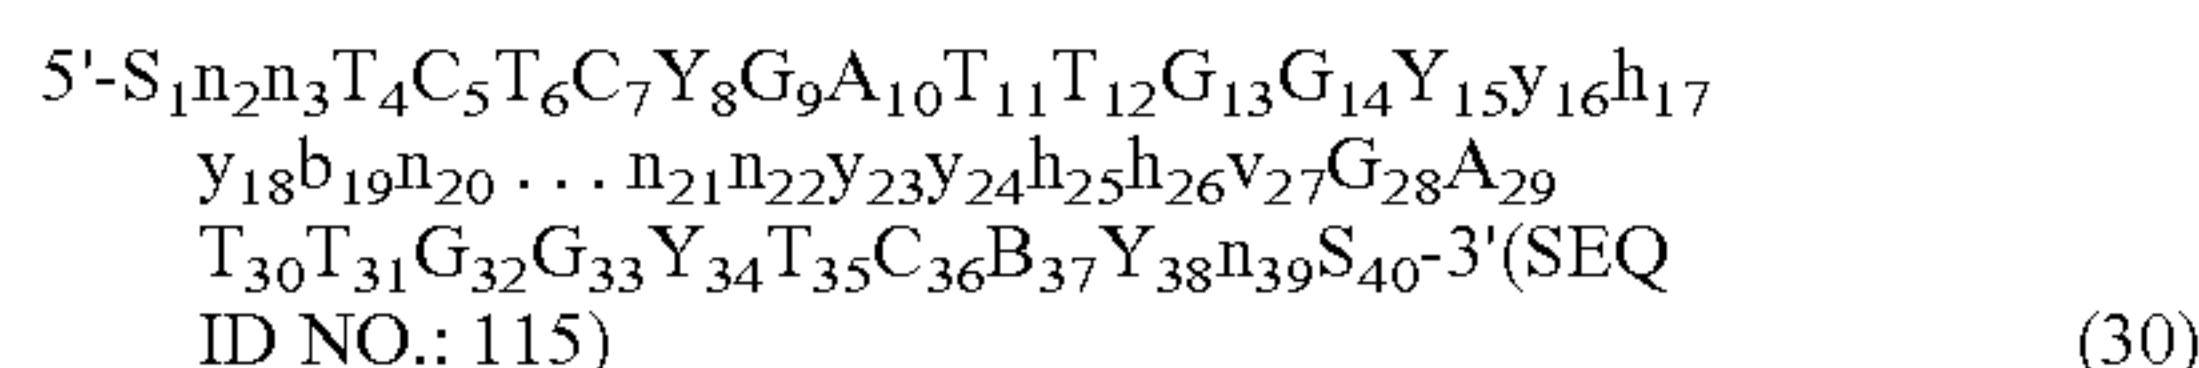 5'-S₁n₂n₃T₄C₅T₆C₇Y₈G₉A₁₀T₁₁T₁₂G₁₃G₁₄Y₁₅y₁₆h₁₇
y₁₈b₁₉n₂₀ . . . n₂₁n₂₂y₂₃y₂₄h₂₅h₂₆v₂₇G₂₈A₂₉
T₃₀T₃₁G₃₂G₃₃Y₃₄T₃₅C₃₆B₃₇Y₃₈n₃₉S₄₀-3'(SEQ
ID NO.: 115) (30)